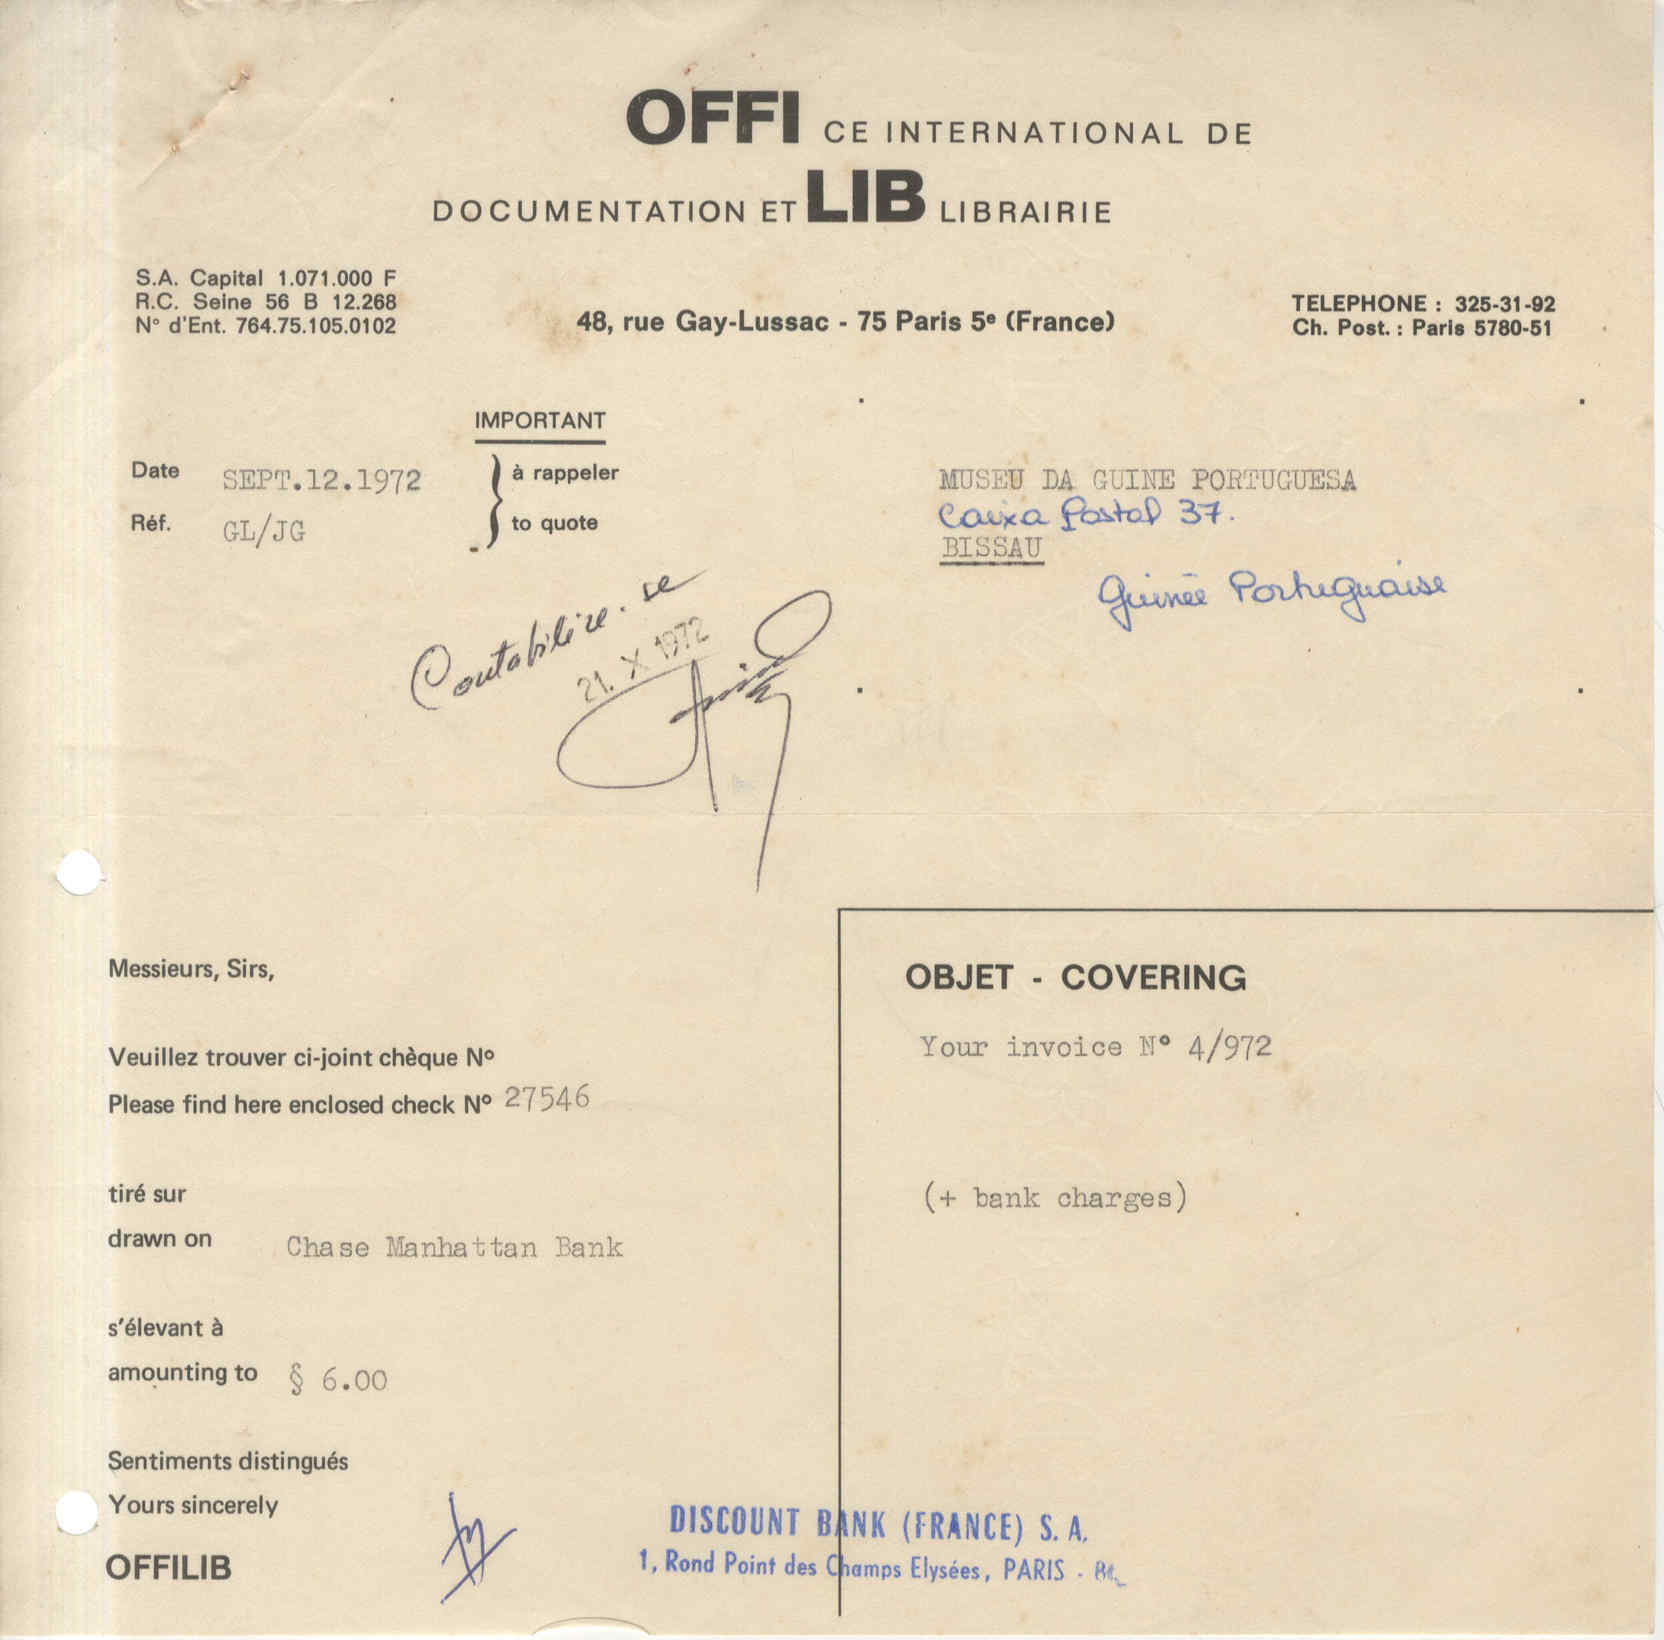 OFFI CE INTERNATIONAL DE
DOCUMENTATION ET LIB LIBRAIRIE
S.A. Capital 1.071.000 F
R.C. Seine 56 B 12.268
N° d'Ent. 764.75.105.0102
48, rue Gay-Lussac - 75 Paris 5e (France)
TELEPHONE : 325-31-92
Ch. Post. : Paris 5780-51
IMPORTANT
Date SEPT.12.1972 à rappeler
Réf. GL/JG to quote
MUSEU DA GUINE PORTUGUESA
Caixa Postal 37.
BISSAU
Guinée Portuguaise
Contabilize-se
21. X 1972
Messieurs, Sirs,
Veuillez trouver ci-joint chèque Nº
Please find here enclosed check Nº 27546
tiré sur
drawn on Chase Manhattan Bank
s'élevant à
amounting to § 6.00
Sentiments distingués
Yours sincerely
OFFILIB
OBJET - COVERING
Your invoice N° 4/972
(+ bank charges)
DISCOUNT BANK (FRANCE) S. A.
1, Rond Point des Champs Elysées, PARIS -